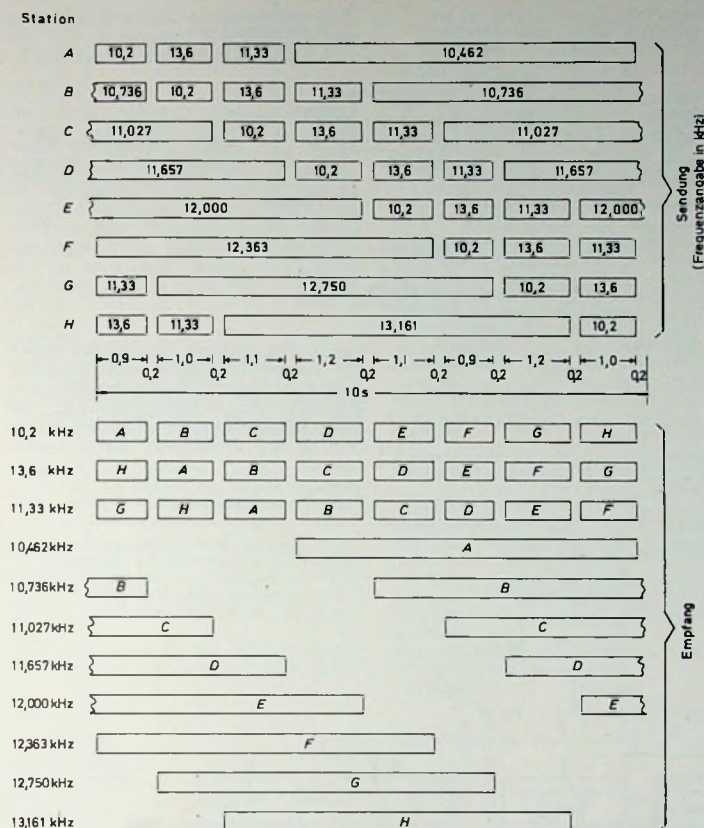 Station
A 10,2 13,6 11,33 10,462
B 10,736 10,2 13,6 11,33 10,736
C 11,027 10,2 13,6 11,33 11,027
D 11,657 10,2 13,6 11,33 11,657
E 12,000 10,2 13,6 11,33 12,000
F 12,363 10,2 13,6 11,33
G 11,33 12,750 10,2 13,6
H 13,6 11,33 13,161 10,2
Sendung
(Frequenzangabe in kHz)
0,9 1,0 1,1 1,2 1,1 0,9 1,2 1,0
0,2 0,2 0,2 0,2 0,2 0,2 0,2 0,2
10s
10,2 kHz A B C D E F G H
13,6 kHz H A B C D E F G
11,33 kHz G H A B C D E F
10,462kHz A
10,736kHz B B
11,027kHz C C
11,657kHz D D
12,000kHz E E
12,363kHz F
12,750kHz G
13,161 kHz H
Empfang